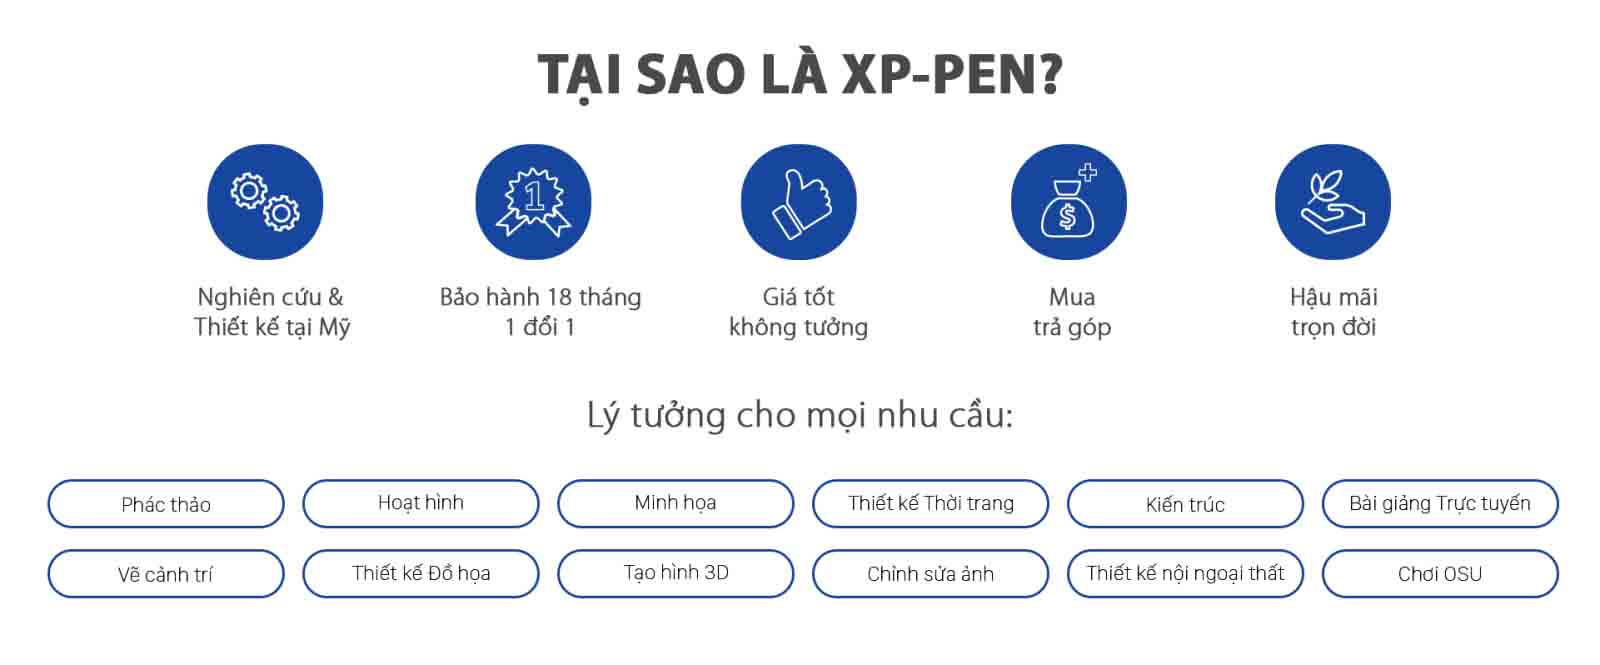 TẠI SAO LÀ XP-PEN?
1
$
Nghiên cứu &
Thiết kế tại Mỹ
Bảo hành 18 tháng
1 đổi 1
Giá tốt
không tưởng
Mua
trả góp
Hậu mãi
trọn đời
Lý tưởng cho mọi nhu cầu:
Phác thảo
Hoạt hình
Minh họa
Thiết kế Thời trang
Kiến trúc
Bài giảng Trực tuyến
Vẽ cảnh trí
Thiết kế Đồ họa
Tạo hình 3D
Chỉnh sửa ảnh
Thiết kế nội ngoại thất
Chơi OSU